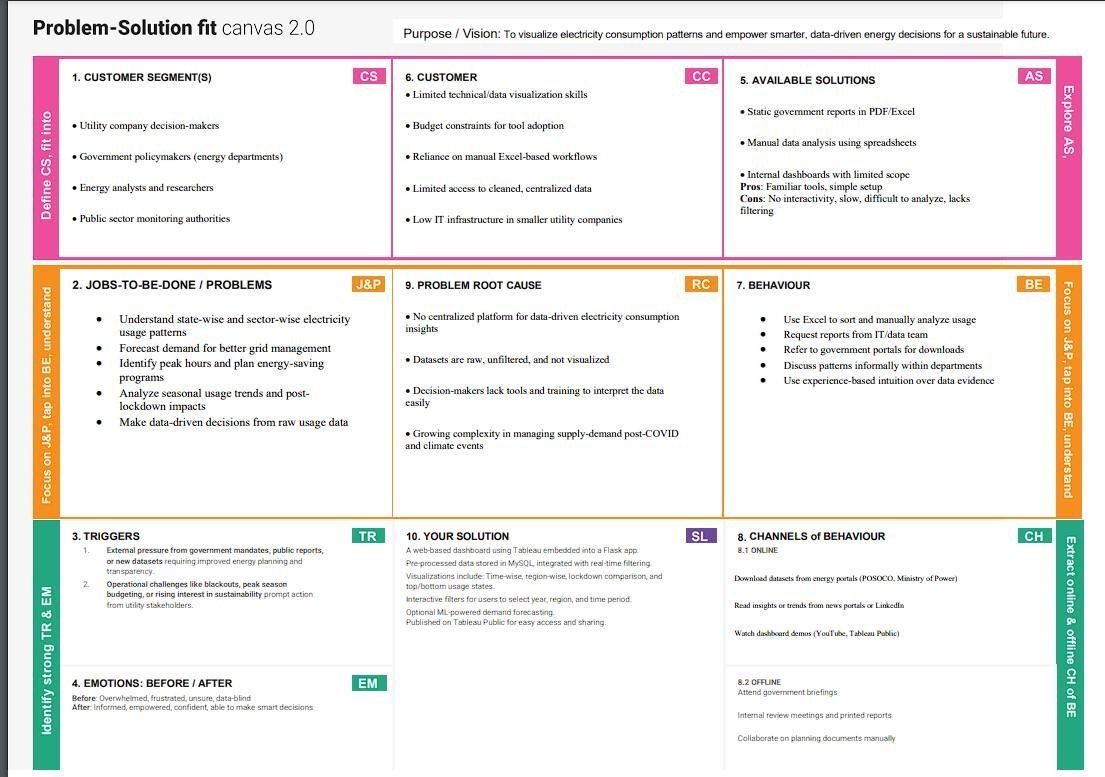 Problem-Solution fit canvas 2.0
Purpose / Vision: To visualize electricity consumption patterns and empower smarter, data-driven energy decisions for a sustainable future.
Define CS, fit into
1. CUSTOMER SEGMENT(S)
CS
• Utility company decision-makers
• Government policymakers (energy departments)
• Energy analysts and researchers
• Public sector monitoring authorities
6. CUSTOMER
CC
• Limited technical/data visualization skills
• Budget constraints for tool adoption
• Reliance on manual Excel-based workflows
• Limited access to cleaned, centralized data
• Low IT infrastructure in smaller utility companies
5. AVAILABLE SOLUTIONS
AS
• Static government reports in PDF/Excel
• Manual data analysis using spreadsheets
• Internal dashboards with limited scope
Pros: Familiar tools, simple setup
Cons: No interactivity, slow, difficult to analyze, lacks
filtering
Explore AS,
Focus on J&P, tap into BE, understand
2. JOBS-TO-BE-DONE / PROBLEMS
J&P
• Understand state-wise and sector-wise electricity
usage patterns
• Forecast demand for better grid management
• Identify peak hours and plan energy-saving
programs
• Analyze seasonal usage trends and post-
lockdown impacts
• Make data-driven decisions from raw usage data
9. PROBLEM ROOT CAUSE
RC
• No centralized platform for data-driven electricity consumption
insights
• Datasets are raw, unfiltered, and not visualized
• Decision-makers lack tools and training to interpret the data
easily
• Growing complexity in managing supply-demand post-COVID
and climate events
7. BEHAVIOUR
BE
• Use Excel to sort and manually analyze usage
• Request reports from IT/data team
• Refer to government portals for downloads
• Discuss patterns informally within departments
• Use experience-based intuition over data evidence
Focus on J&P, tap into BE, understand
Identify strong TR & EM
3. TRIGGERS
TR
1. External pressure from government mandates, public reports,
or new datasets requiring improved energy planning and
transparency.
2. Operational challenges like blackouts, peak season
budgeting, or rising interest in sustainability prompt action
from utility stakeholders.
4. EMOTIONS: BEFORE / AFTER
EM
Before: Overwhelmed, frustrated, unsure, data-blind
After: Informed, empowered, confident, able to make smart decisions
10. YOUR SOLUTION
SL
A web-based dashboard using Tableau embedded into a Flask app.
Pre-processed data stored in MySQL, integrated with real-time filtering.
Visualizations include: Time-wise, region-wise, lockdown comparison, and
top/bottom usage states.
Interactive filters for users to select year, region, and time period.
Optional ML-powered demand forecasting.
Published on Tableau Public for easy access and sharing.
8. CHANNELS of BEHAVIOUR
CH
8.1 ONLINE
Download datasets from energy portals (POSOCO, Ministry of Power)
Read insights or trends from news portals or LinkedIn
Watch dashboard demos (YouTube, Tableau Public)
8.2 OFFLINE
Attend government briefings
Internal review meetings and printed reports
Collaborate on planning documents manually
Extract online & offline CH of BE